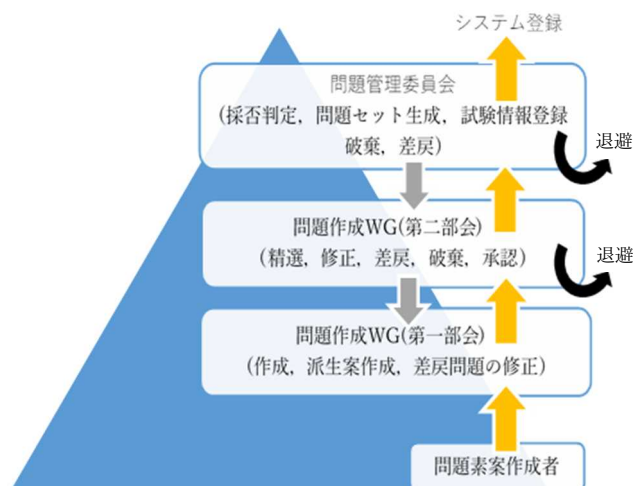 システム登録
問題管理委員会
(採否判定，問題セット生成，試験情報登録
破棄，差戻)
退避
問題作成WG(第二部会)
(精選，修正，差戻，破棄，承認)
退避
問題作成WG(第一部会)
(作成，派生案作成，差戻問題の修正)
問題素案作成者